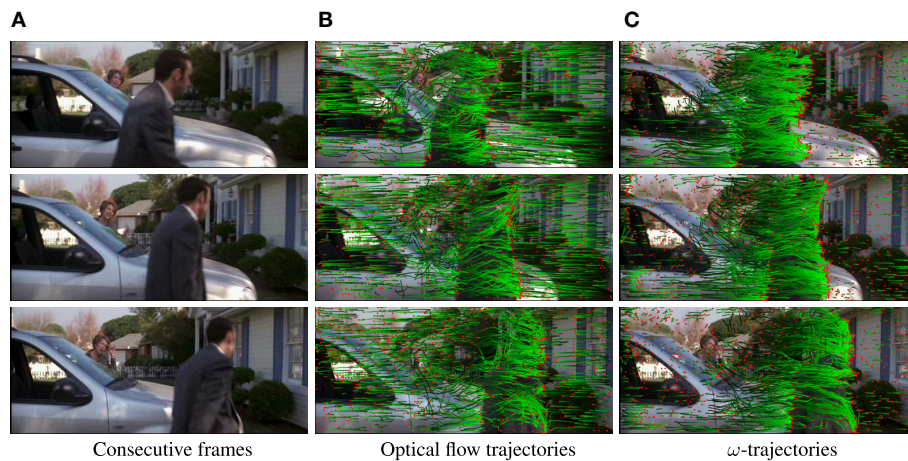 A
B
C
Consecutive frames
Optical flow trajectories
ω-trajectories